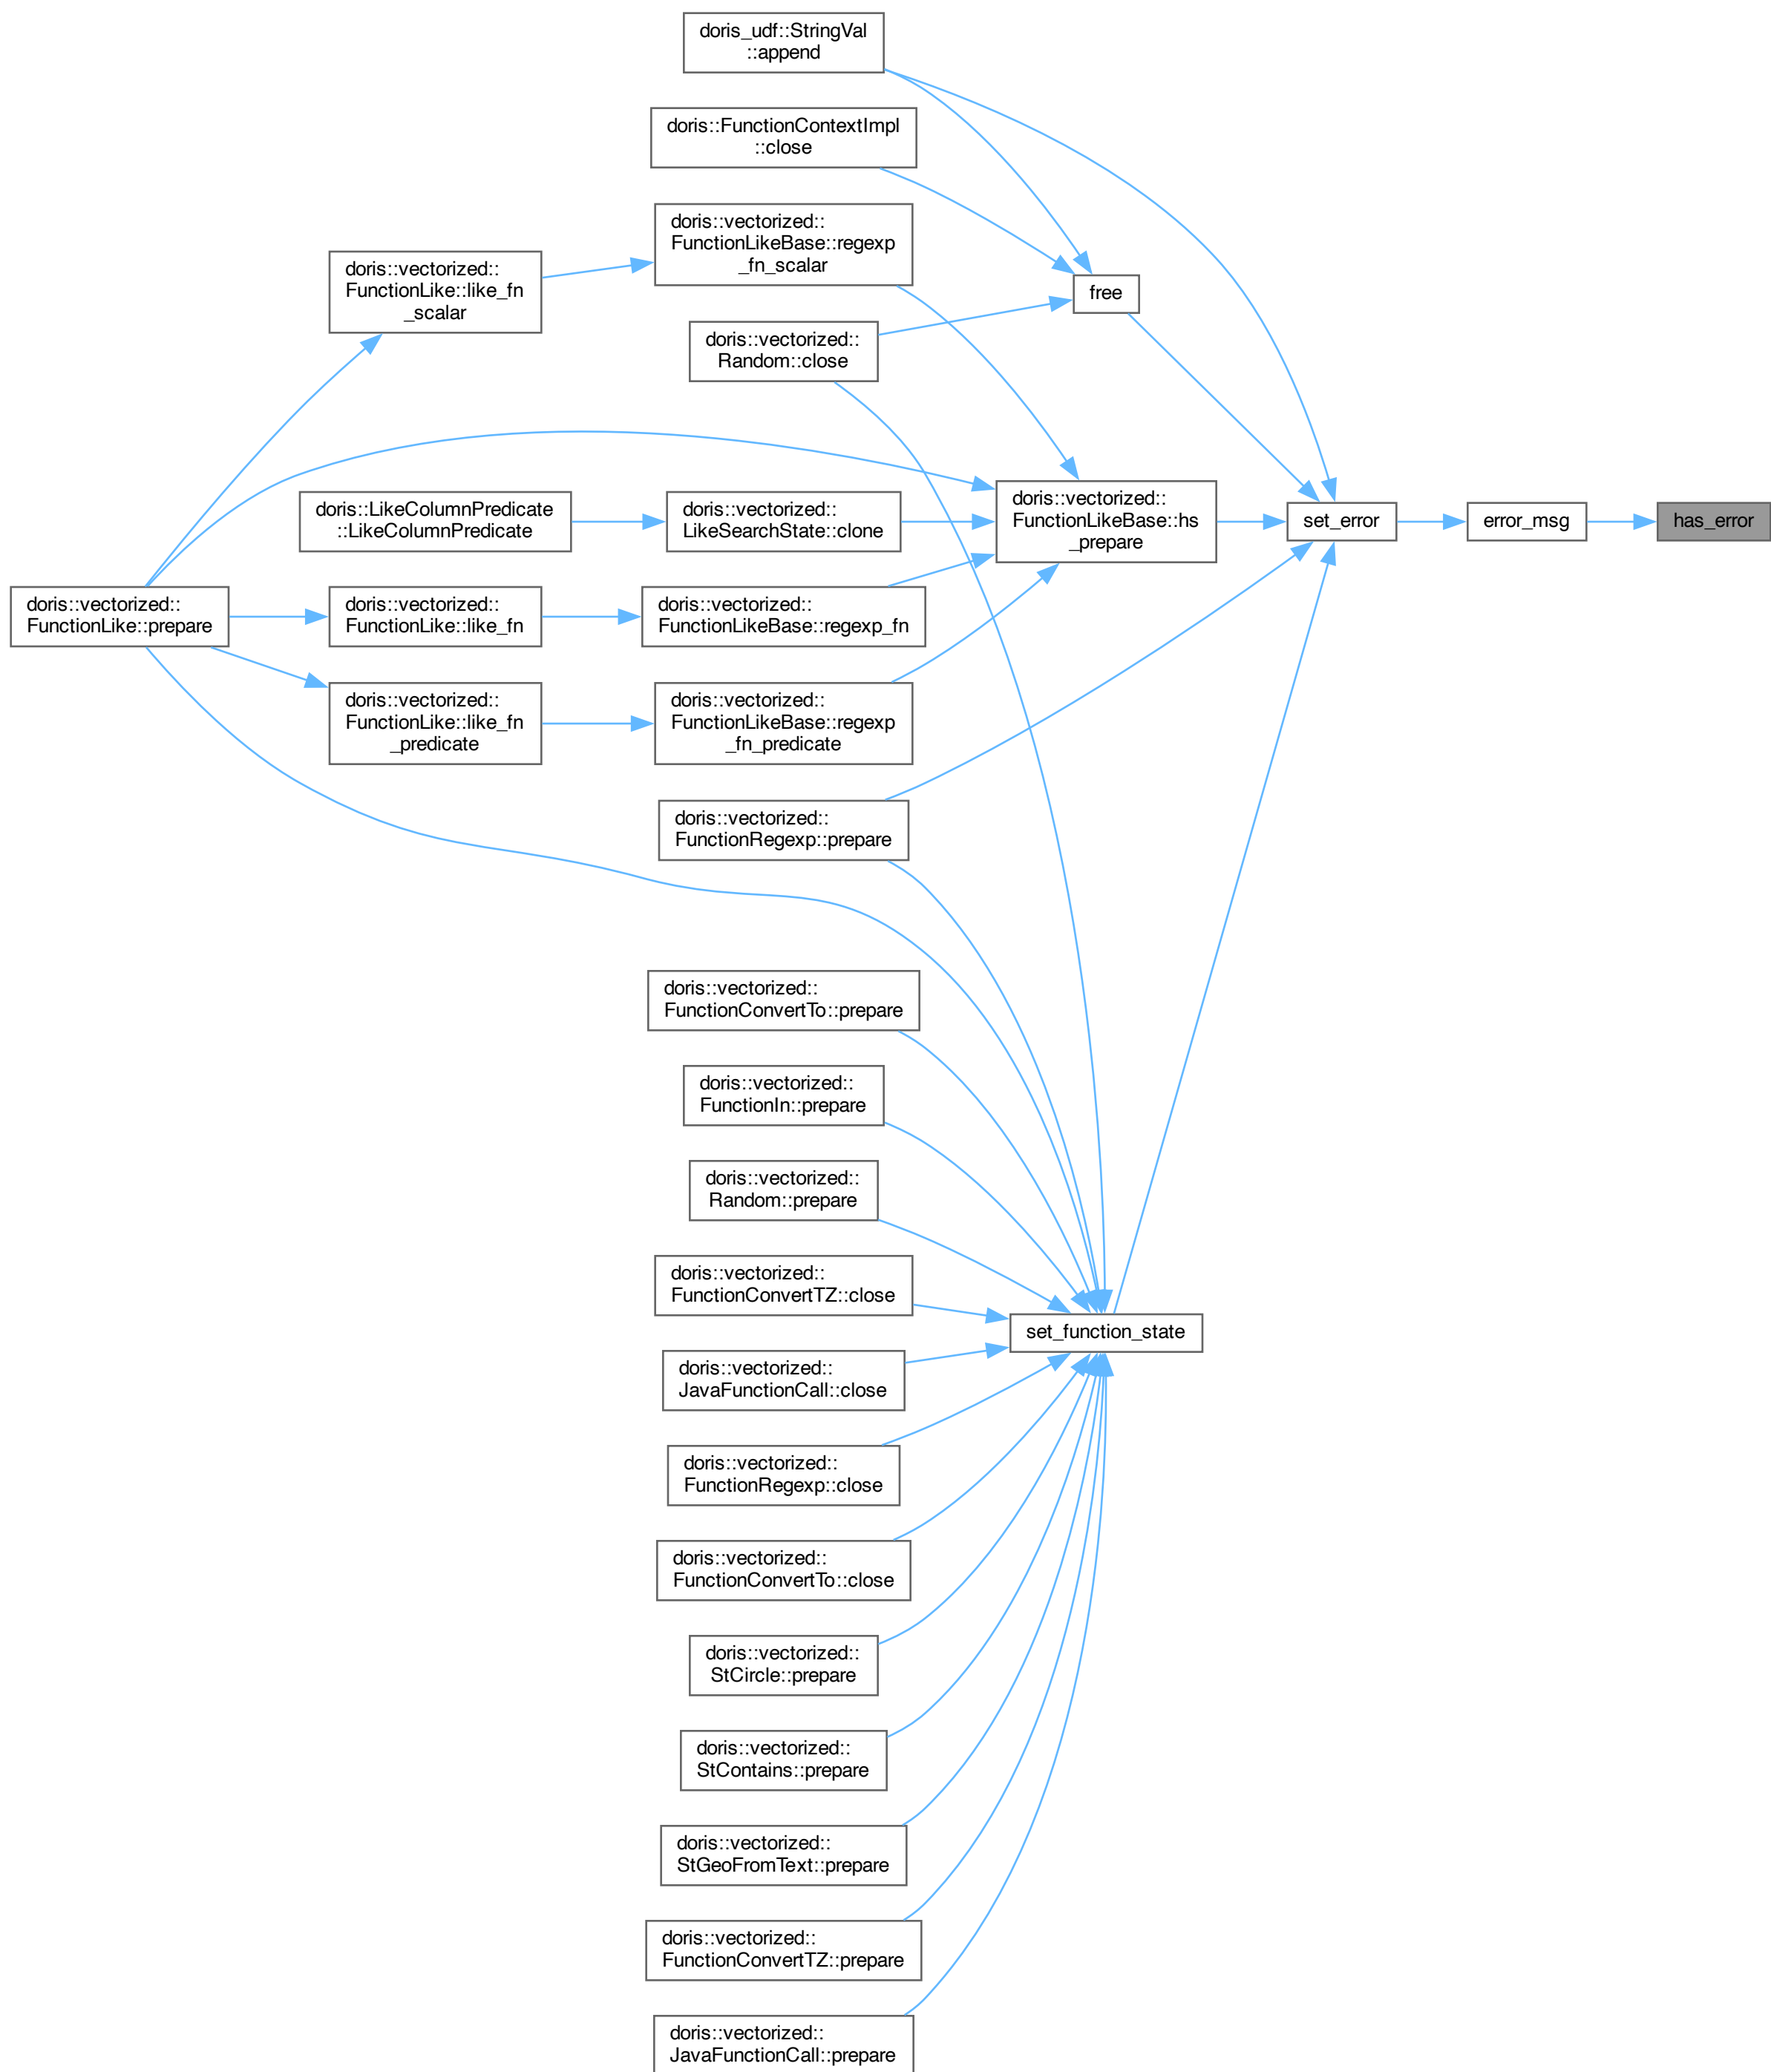 doris_udf::StringVal
::append
doris::FunctionContextImpl
::close
doris::vectorized::
FunctionLikeBase::regexp
_fn_scalar
doris::vectorized::
FunctionLike::like_fn
_scalar
free
doris::vectorized::
Random::close
doris::vectorized::
FunctionLikeBase::hs
_prepare
doris::LikeColumnPredicate
::LikeColumnPredicate
doris::vectorized::
LikeSearchState::clone
set_error
error_msg
has_error
doris::vectorized::
FunctionLike::prepare
doris::vectorized::
FunctionLike::like_fn
doris::vectorized::
FunctionLikeBase::regexp_fn
doris::vectorized::
FunctionLike::like_fn
_predicate
doris::vectorized::
FunctionLikeBase::regexp
_fn_predicate
doris::vectorized::
FunctionRegexp::prepare
doris::vectorized::
FunctionConvertTo::prepare
doris::vectorized::
FunctionIn::prepare
doris::vectorized::
Random::prepare
doris::vectorized::
FunctionConvertTZ::close
set_function_state
doris::vectorized::
JavaFunctionCall::close
doris::vectorized::
FunctionRegexp::close
doris::vectorized::
FunctionConvertTo::close
doris::vectorized::
StCircle::prepare
doris::vectorized::
StContains::prepare
doris::vectorized::
StGeoFromText::prepare
doris::vectorized::
FunctionConvertTZ::prepare
doris::vectorized::
JavaFunctionCall::prepare